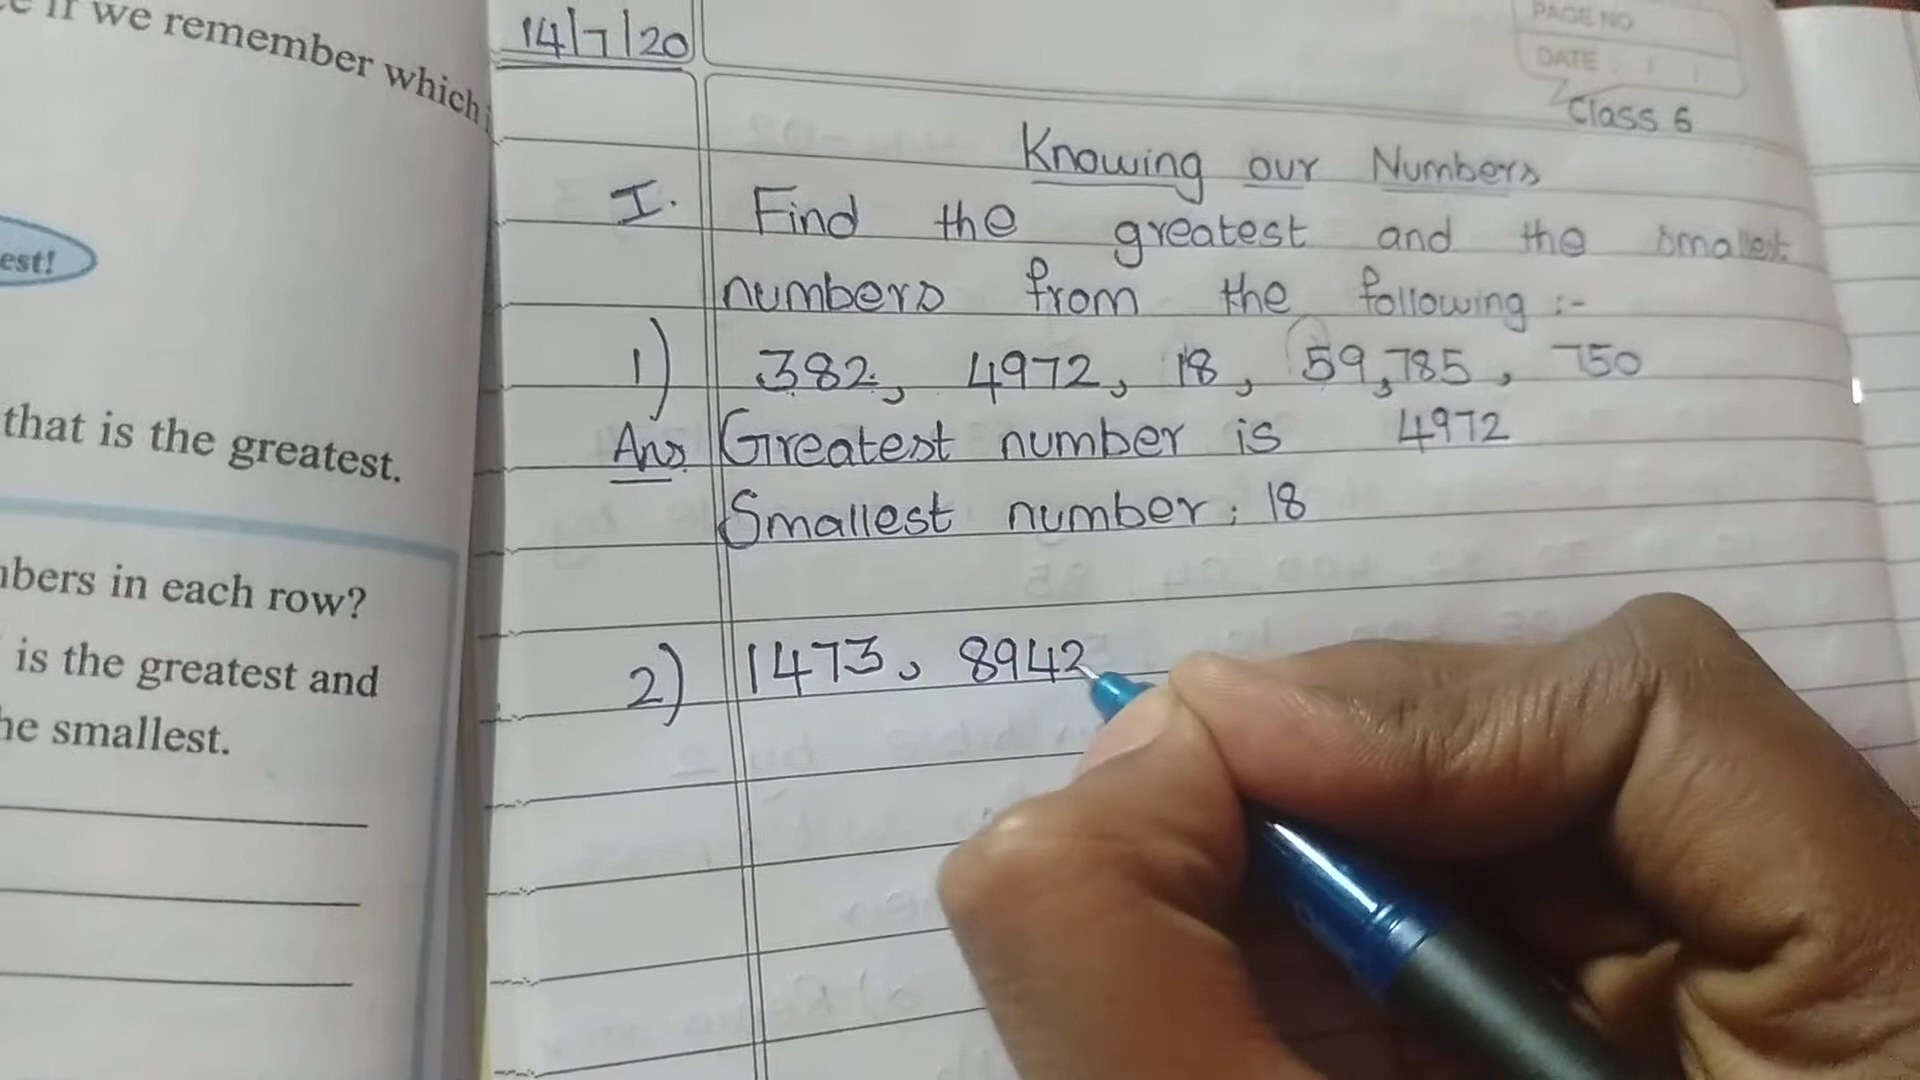 if we remember which
est!
that is the greatest.
in each row?
is the greatest and
smallest.
14/7/20
PAGE NO
DATE
Class 6
Knowing our Numbers
I. Find the greatest and the smallest
numbers from the following :-
1) 382, 4972, 18, 59,785, 750
Ans. Greatest number is 4972
Smallest number: 18
2) 1473, 8942